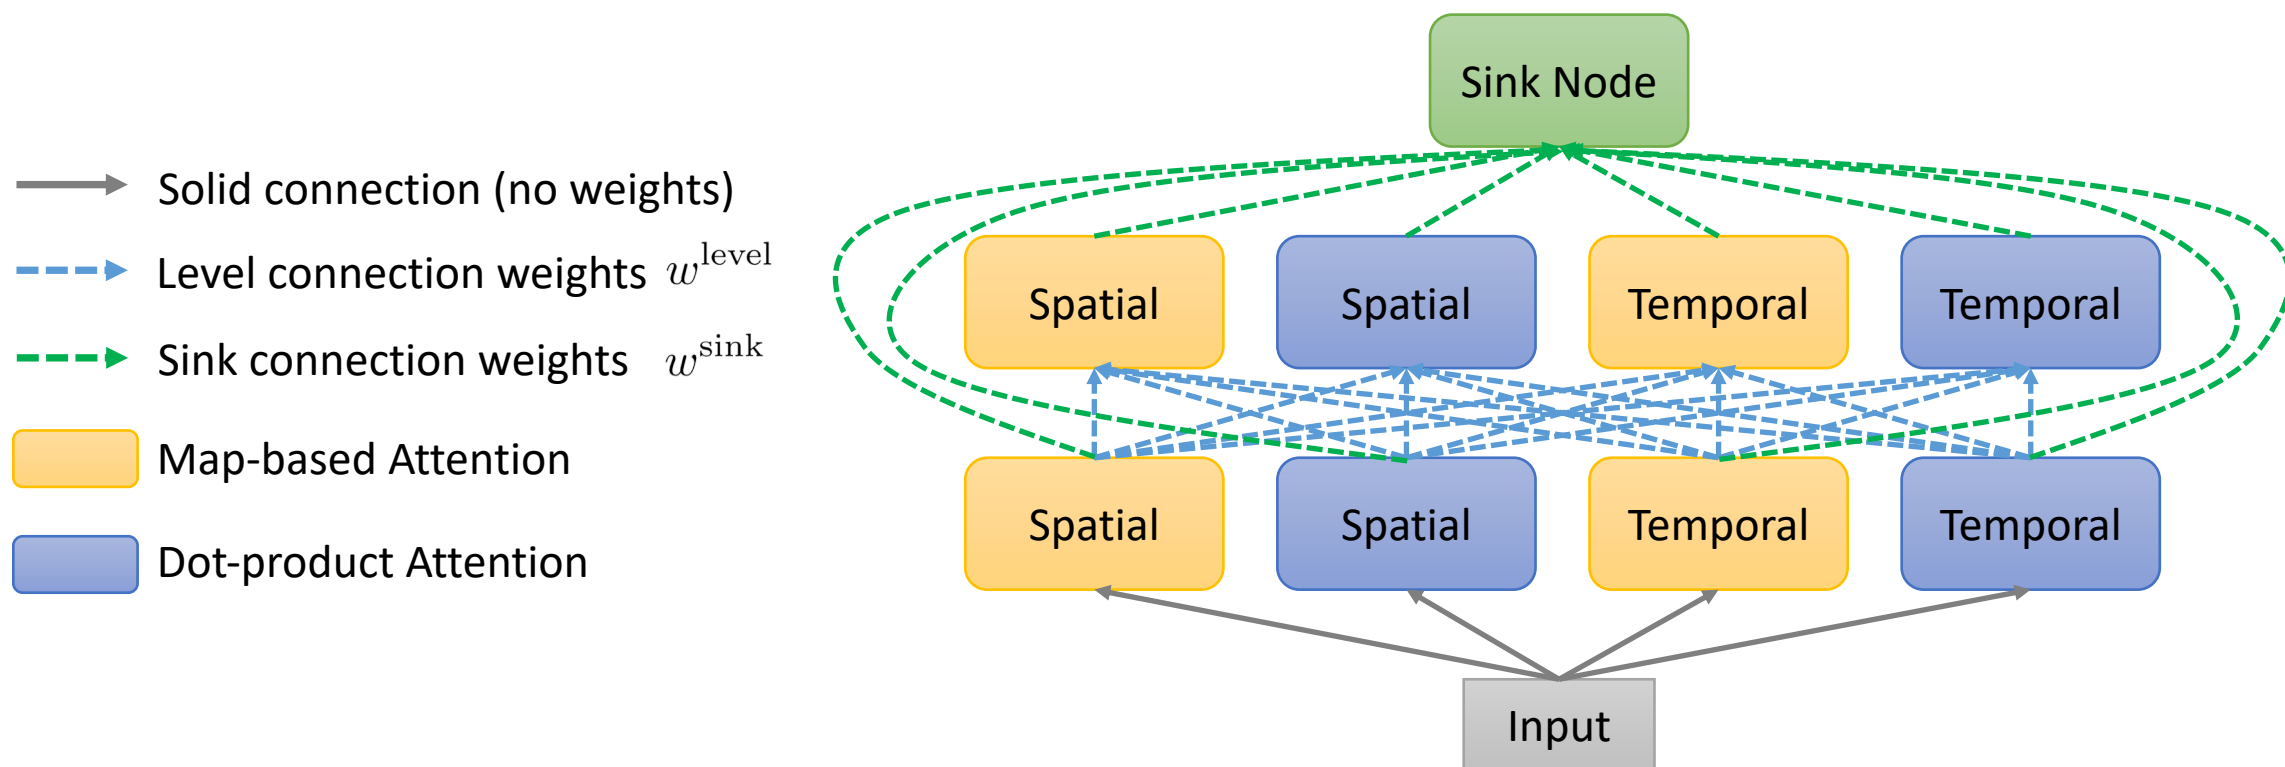 Solid connection (no weights)
Level connection weights w^level
Sink connection weights w^sink
Map-based Attention
Dot-product Attention
Sink Node
Spatial
Spatial
Temporal
Temporal
Spatial
Spatial
Temporal
Temporal
Input